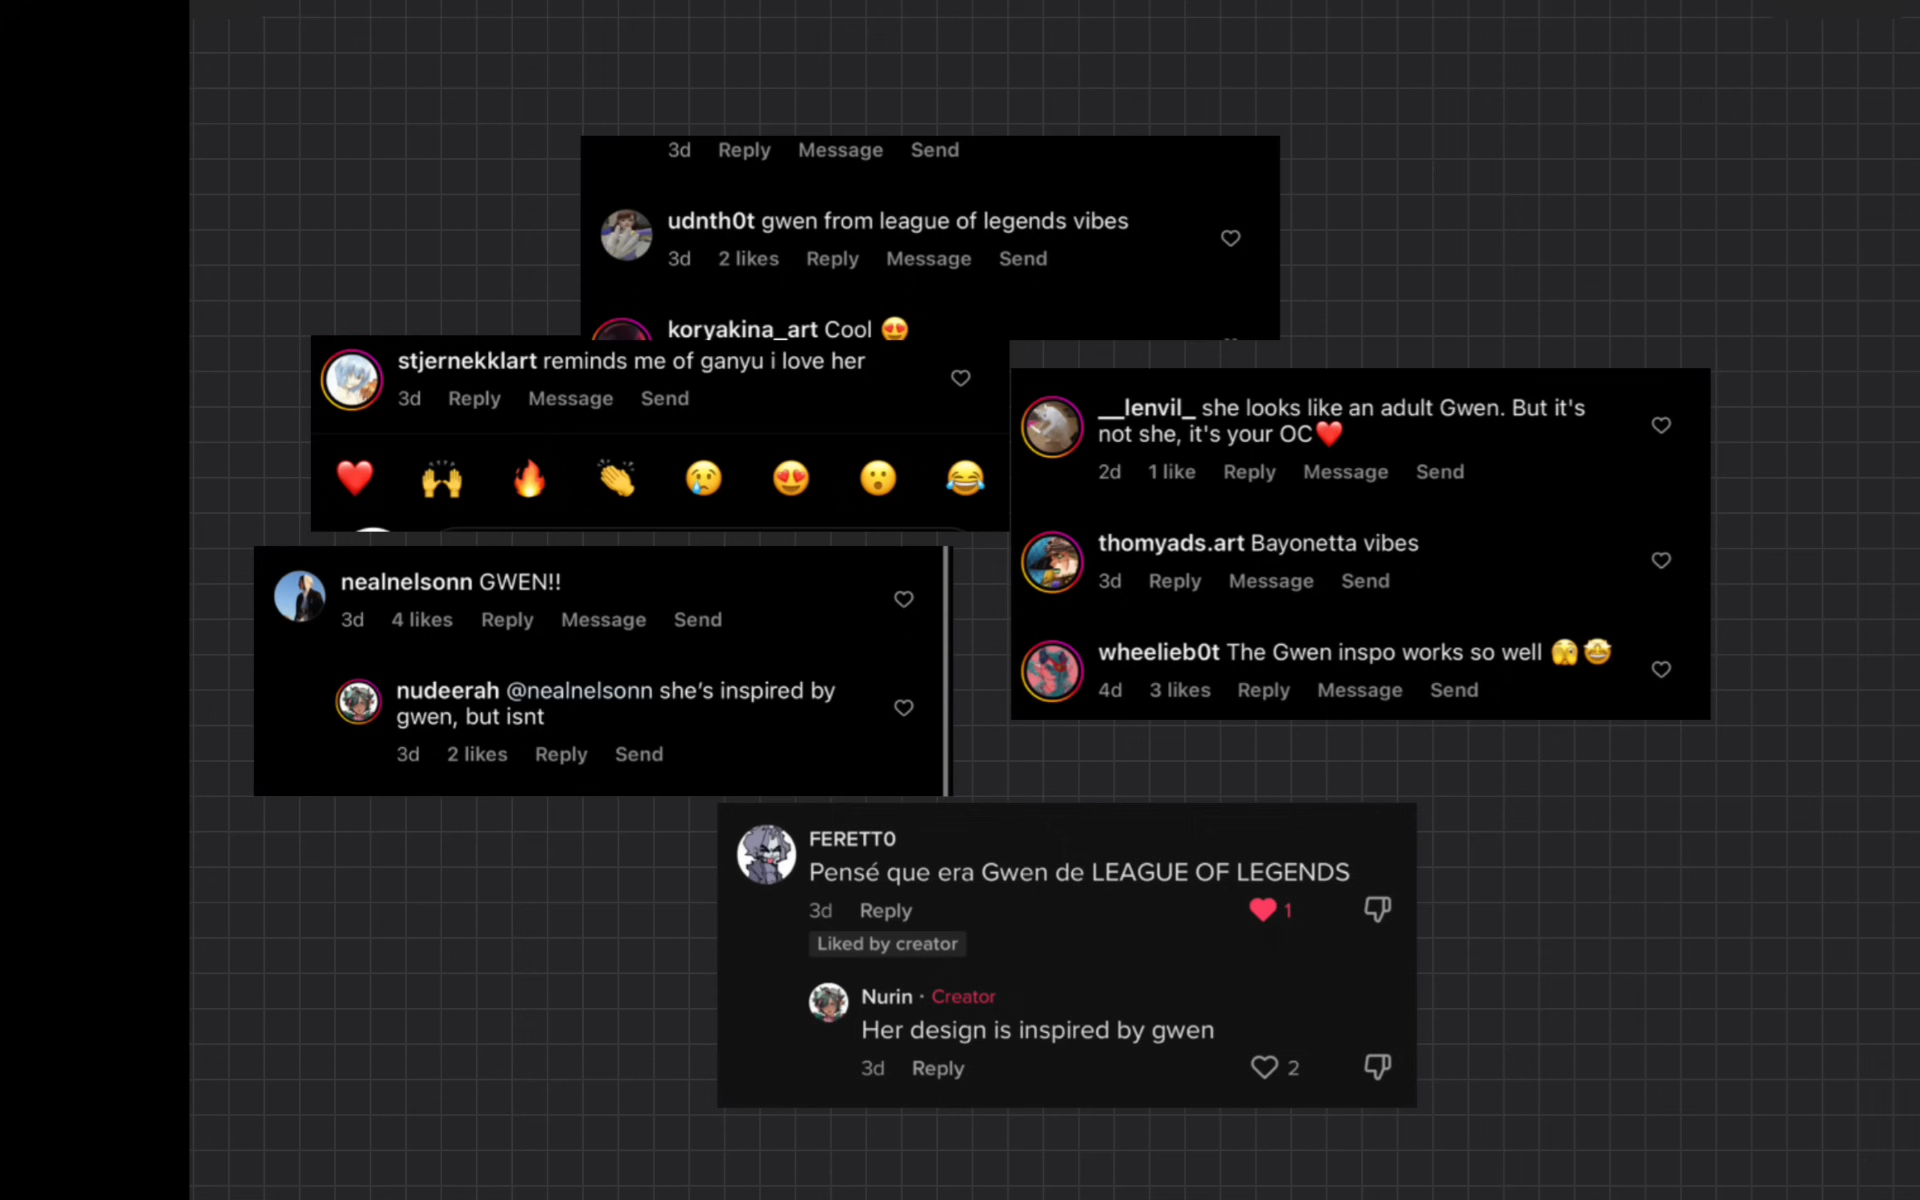 3d Reply Message Send
udnth0t gwen from league of legends vibes
3d 2 likes Reply Message Send
koryakina_art Cool 😍
stjernekklart reminds me of ganyu i love her
3d Reply Message Send
❤️ 🙌 🔥 👏 😢 😍 😮 😂
__lenvil_ she looks like an adult Gwen. But it's
not she, it's your OC❤️
2d 1 like Reply Message Send
thomyads.art Bayonetta vibes
3d Reply Message Send
wheelieb0t The Gwen inspo works so well 🫣🤩
4d 3 likes Reply Message Send
nealnelsonn GWEN!!
3d 4 likes Reply Message Send
nudeerah @nealnelsonn she’s inspired by
gwen, but isnt
3d 2 likes Reply Send
FERETTO
Pensé que era Gwen de LEAGUE OF LEGENDS
3d Reply 1
Liked by creator
Nurin · Creator
Her design is inspired by gwen
3d Reply 2